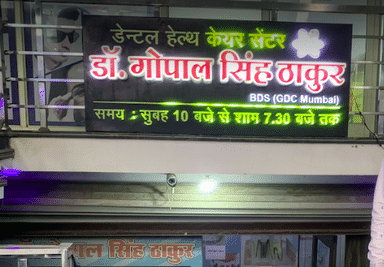 डेन्टल हेल्थ केयर सेंटर
डॉ. गोपाल सिंह ठाकुर
BDS (GDC Mumbai)
समय : सुबह 10 बजे से शाम 7.30 बजे तक
पाल सिंह ठाकुर